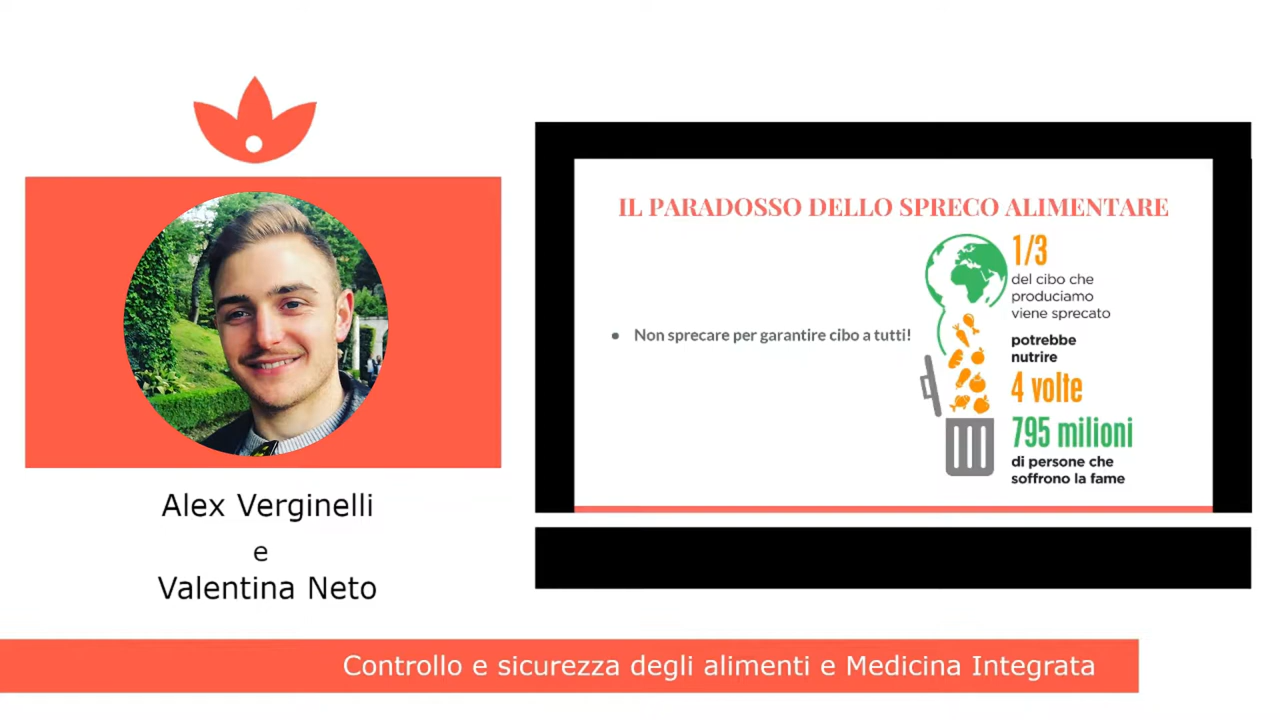 Alex Verginelli
e
Valentina Neto
IL PARADOSSO DELLO SPRECO ALIMENTARE
● Non sprecare per garantire cibo a tutti!
1/3
del cibo che
produciamo
viene sprecato
potrebbe
nutrire
4 volte
795 milioni
di persone che
soffrono la fame
Controllo e sicurezza degli alimenti e Medicina Integrata